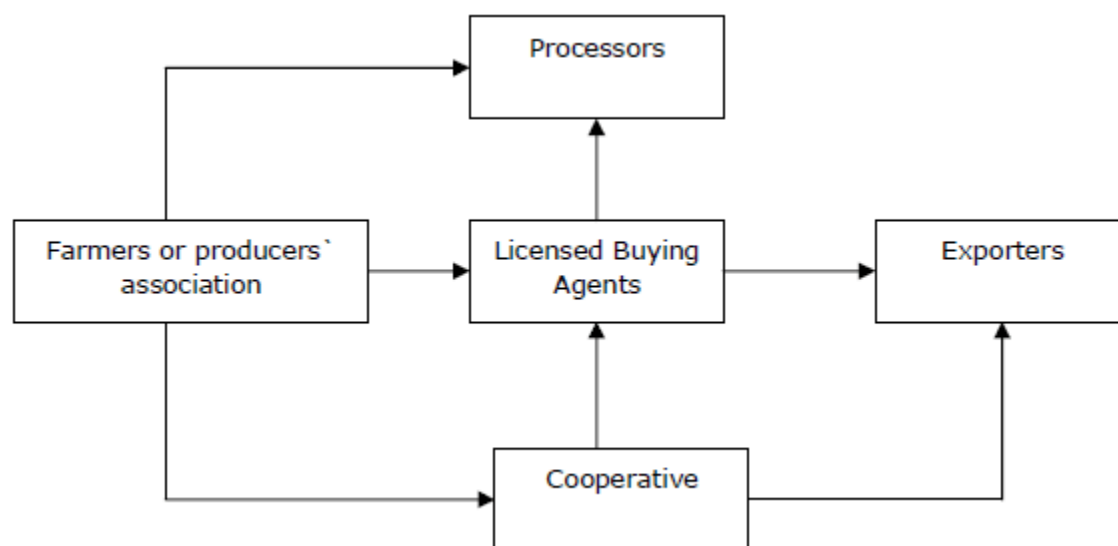 Processors
Farmers or producers`
association
Licensed Buying
Agents
Exporters
Cooperative